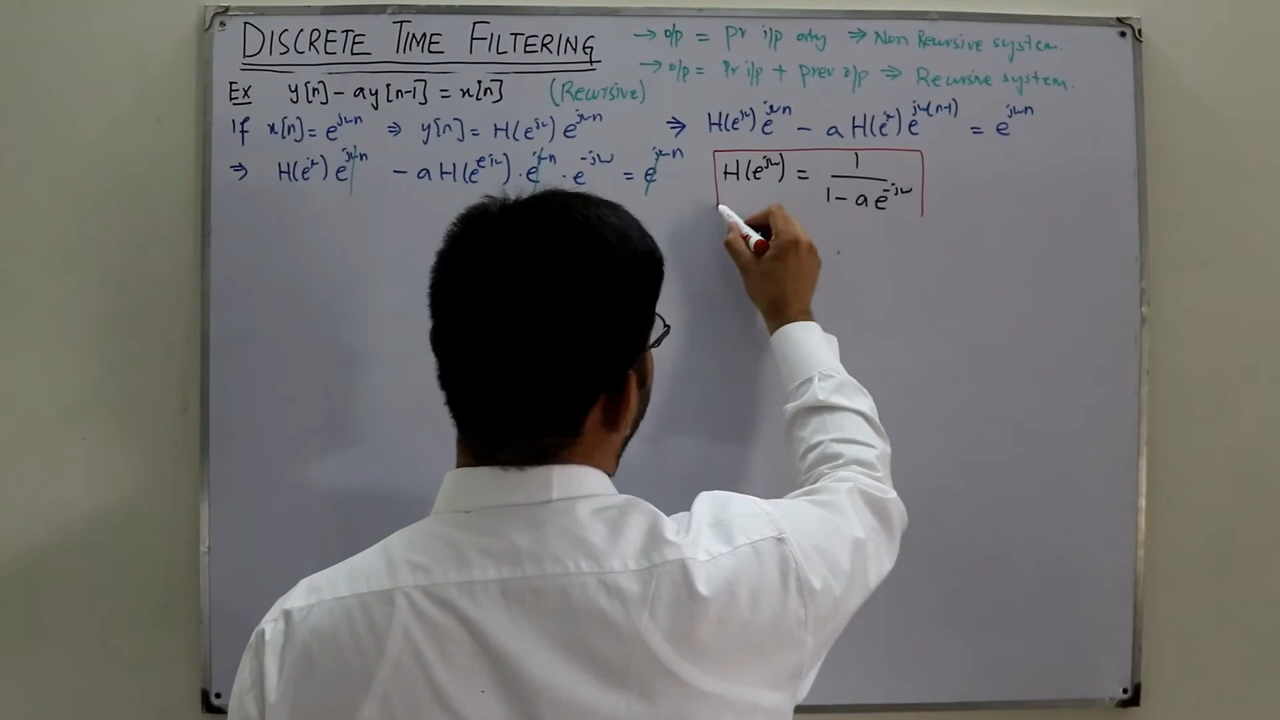 DISCRETE TIME FILTERING
→ o/p = Pr i/p only ⇒ Non Recursive system.
→ o/p = Pr i/p + prev o/p ⇒ Recursive system.
Ex y[n] - ay[n-1] = x[n] (Recursive)
If x[n] = e^{jωn} ⇒ y[n] = H(e^{jω}) e^{jωn} ⇒ H(e^{jω}) e^{jωn} - a H(e^{jω}) e^{jω(n-1)} = e^{jωn}
⇒ H(e^{jω}) e^{jωn} - a H(e^{jω}) · e^{jωn} · e^{-jω} = e^{jωn}
H(e^{jω}) = 1 / (1 - a e^{-jω})